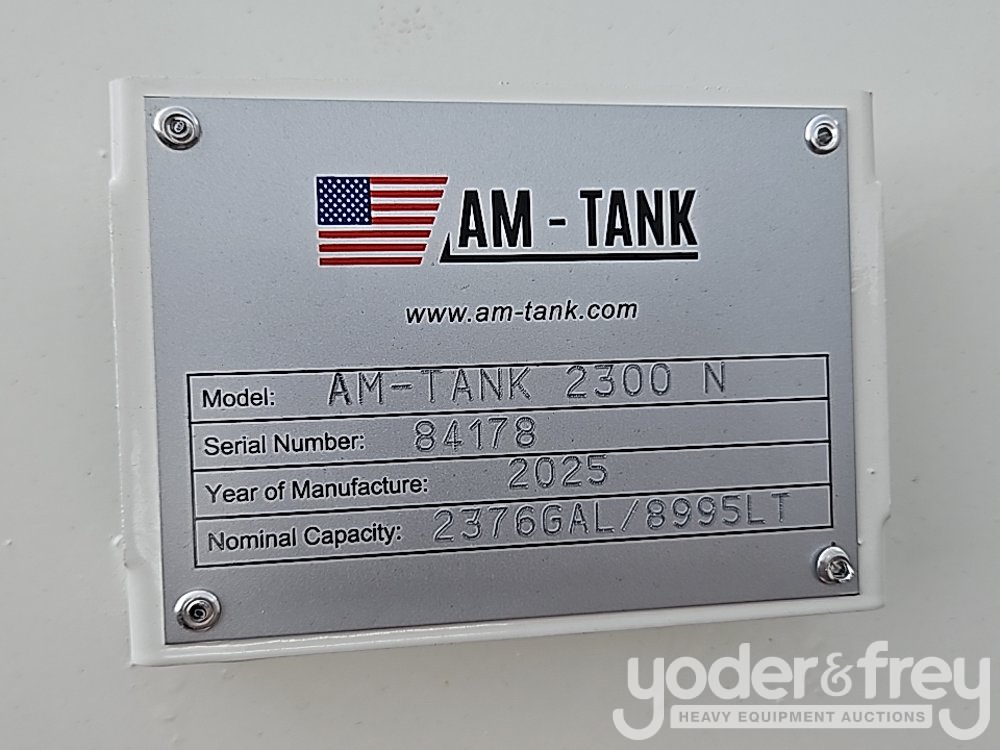 AM - TANK
www.am-tank.com
Model: AM-TANK 2300 N
Serial Number: 84178
Year of Manufacture: 2025
Nominal Capacity: 2376GAL/8995LT
yoder&frey
HEAVY EQUIPMENT AUCTIONS